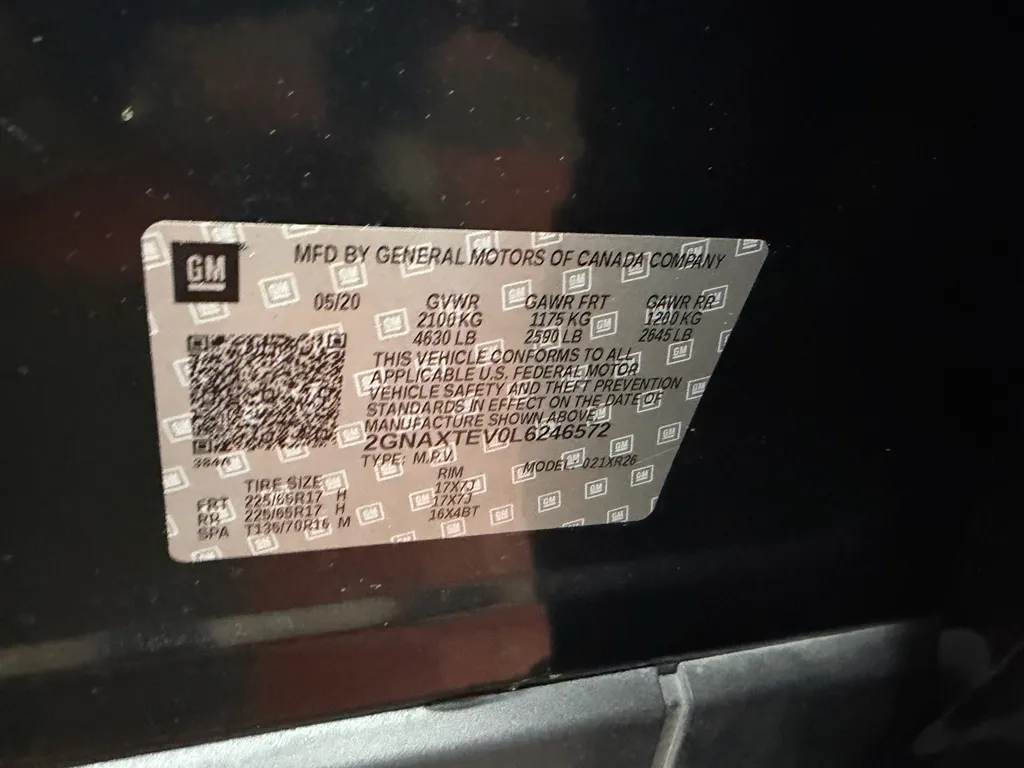 GM
MFD BY GENERAL MOTORS OF CANADA COMPANY
05/20 GVWR GAWR FRT GAWR RR
2100 KG 1175 KG 1200 KG
4630 LB 2590 LB 2645 LB
THIS VEHICLE CONFORMS TO ALL
APPLICABLE U.S. FEDERAL MOTOR
VEHICLE SAFETY AND THEFT PREVENTION
STANDARDS IN EFFECT ON THE DATE OF
MANUFACTURE SHOWN ABOVE.
2GNAXTEV0L6246572
384A
TYPE: M.P.V. MODEL: 021XR26
TIRE SIZE RIM
FRT 225/65R17 H 17X7J
RR 225/65R17 H 17X7J
SPA T135/70R16 M 16X4BT